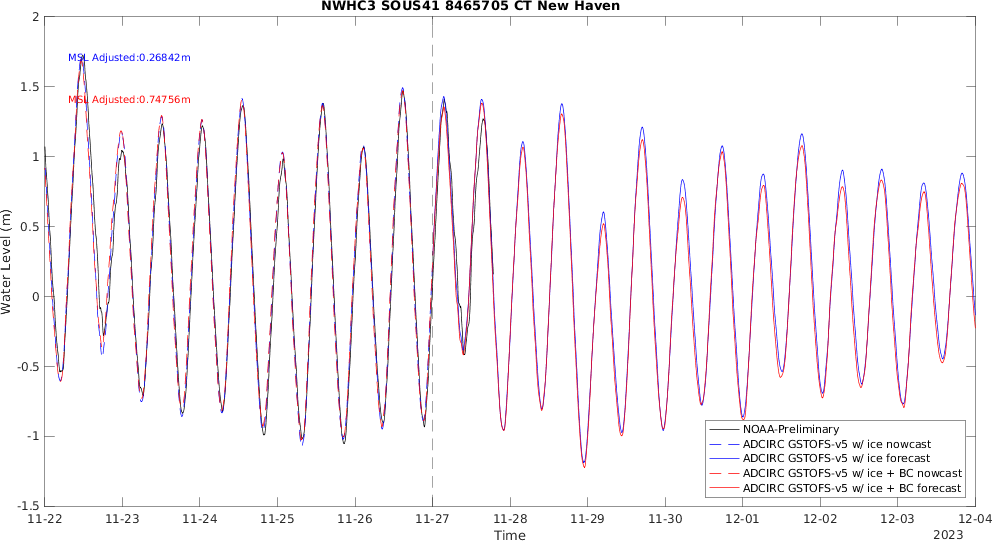 NWHC3 SOUS41 8465705 CT New Haven
2
1.5
1
0.5
0
-0.5
-1
-1.5
Water Level (m)
MSL Adjusted:0.26842m
MSL Adjusted:0.74756m
NOAA-Preliminary
ADCIRC GSTOFS-v5 w/ ice nowcast
ADCIRC GSTOFS-v5 w/ ice forecast
ADCIRC GSTOFS-v5 w/ ice + BC nowcast
ADCIRC GSTOFS-v5 w/ ice + BC forecast
11-22 11-23 11-24 11-25 11-26 11-27 11-28 11-29 11-30 12-01 12-02 12-03 12-04
Time
2023